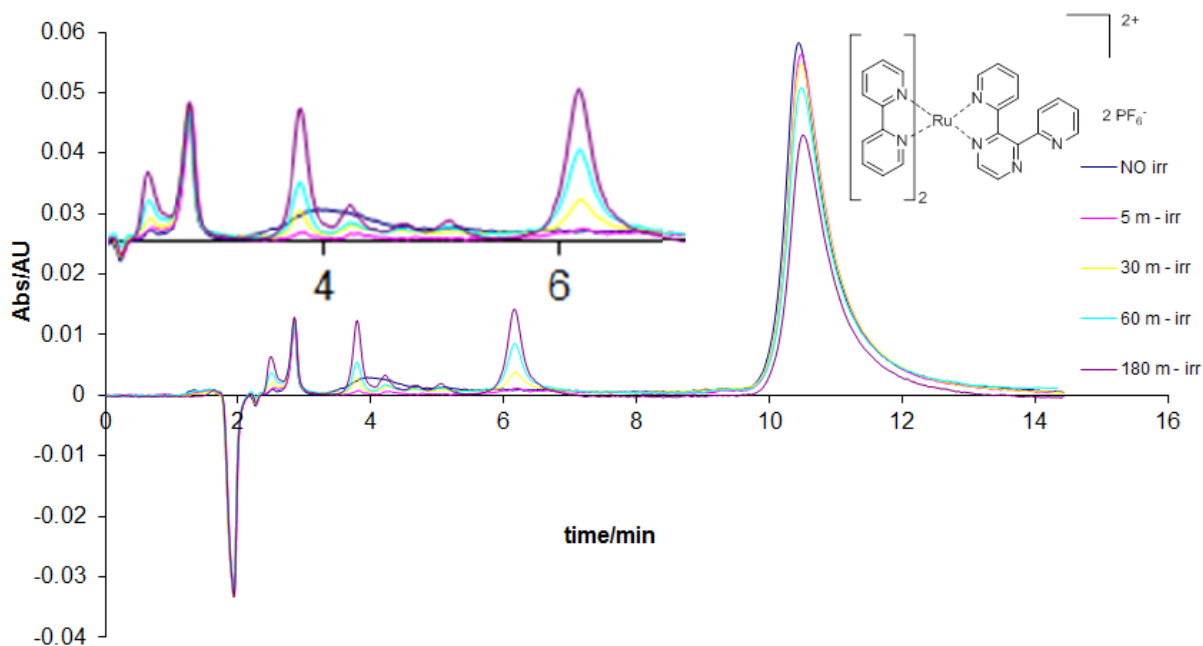 Abs/AU
0.06
0.05
0.04
0.03
0.02
0.01
0
-0.01
-0.02
-0.03
-0.04
4
6
0
2
4
6
8
10
12
14
16
time/min
2+
N
N
N
N
Ru
N
N
2
2 PF6-
NO irr
5 m - irr
30 m - irr
60 m - irr
180 m - irr